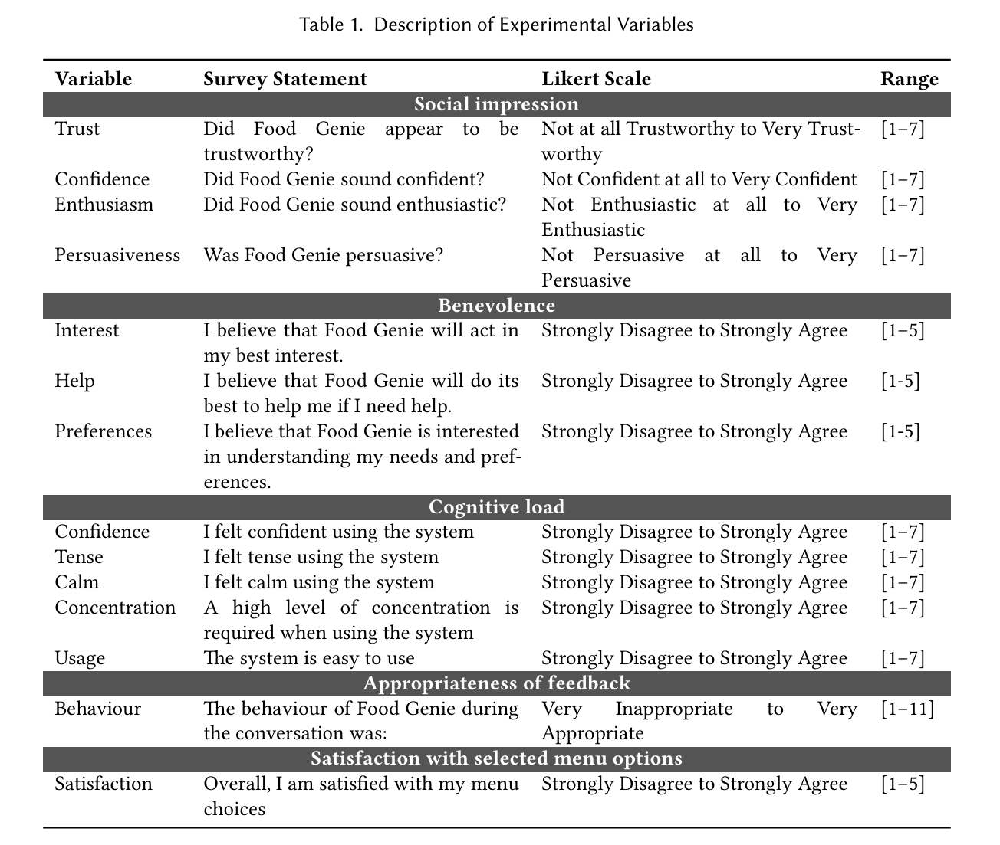 Table 1. Description of Experimental Variables
Variable Survey Statement Likert Scale Range
Social impression
Trust Did Food Genie appear to be Not at all Trustworthy to Very Trust- [1–7]
trustworthy? worthy
Confidence Did Food Genie sound confident? Not Confident at all to Very Confident [1–7]
Enthusiasm Did Food Genie sound enthusiastic? Not Enthusiastic at all to Very [1–7]
Enthusiastic
Persuasiveness Was Food Genie persuasive? Not Persuasive at all to Very [1–7]
Persuasive
Benevolence
Interest I believe that Food Genie will act in Strongly Disagree to Strongly Agree [1–5]
my best interest.
Help I believe that Food Genie will do its Strongly Disagree to Strongly Agree [1-5]
best to help me if I need help.
Preferences I believe that Food Genie is interested Strongly Disagree to Strongly Agree [1-5]
in understanding my needs and pref-
erences.
Cognitive load
Confidence I felt confident using the system Strongly Disagree to Strongly Agree [1–7]
Tense I felt tense using the system Strongly Disagree to Strongly Agree [1–7]
Calm I felt calm using the system Strongly Disagree to Strongly Agree [1–7]
Concentration A high level of concentration is Strongly Disagree to Strongly Agree [1–7]
required when using the system
Usage The system is easy to use Strongly Disagree to Strongly Agree [1–7]
Appropriateness of feedback
Behaviour The behaviour of Food Genie during Very Inappropriate to Very [1–11]
the conversation was: Appropriate
Satisfaction with selected menu options
Satisfaction Overall, I am satisfied with my menu Strongly Disagree to Strongly Agree [1–5]
choices